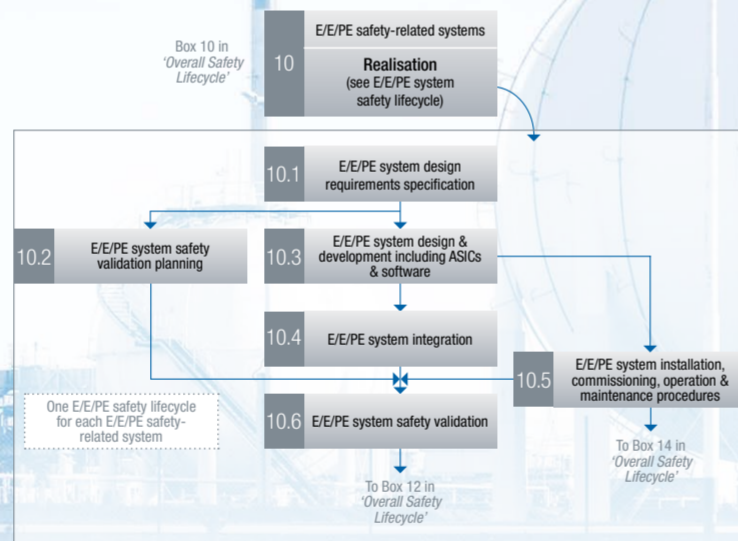 Box 10 in
‘Overall Safety
Lifecycle’
10
E/E/PE safety-related systems
Realisation
(see E/E/PE system
safety lifecycle)
10.1
E/E/PE system design
requirements specification
10.2
E/E/PE system safety
validation planning
10.3
E/E/PE system design &
development including ASICs
& software
10.4
E/E/PE system integration
10.5
E/E/PE system installation,
commissioning, operation &
maintenance procedures
One E/E/PE safety lifecycle
for each E/E/PE safety-
related system
10.6
E/E/PE system safety validation
To Box 14 in
‘Overall Safety
Lifecycle’
To Box 12 in
‘Overall Safety
Lifecycle’